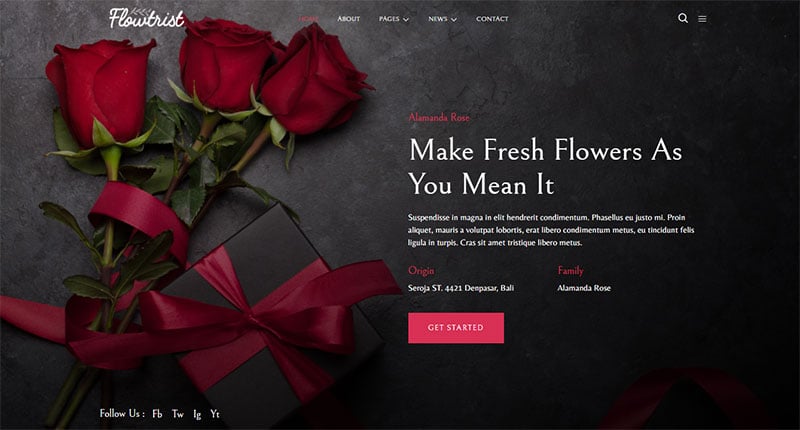 Flowtrist
HOME ABOUT PAGES NEWS CONTACT
Alamanda Rose
Make Fresh Flowers As
You Mean It
Suspendisse in magna in elit hendrerit condimentum. Phasellus eu justo mi. Proin
aliquet, mauris a volutpat lobortis, erat libero condimentum metus, eu tincidunt felis
ligula in turpis. Cras sit amet tristique libero metus.
Origin
Seroja ST. 4421 Denpasar, Bali
Family
Alamanda Rose
GET STARTED
Follow Us : Fb Tw Ig Yt